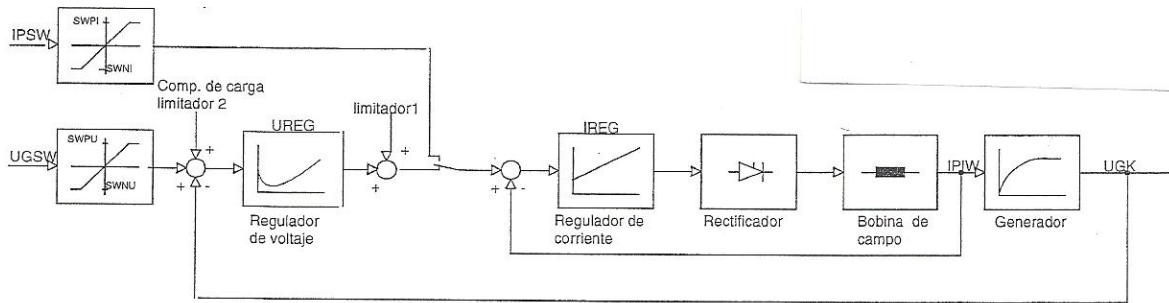 SWPI
IPSW
SWNI
Comp. de carga
limitador 2
limitador1
UREG
IREG
SWPU
UGSW
SWNU
IPIW
UGK
+
+
-
+
+
+
-
Regulador
de voltaje
Regulador de
corriente
Rectificador
Bobina de
campo
Generador